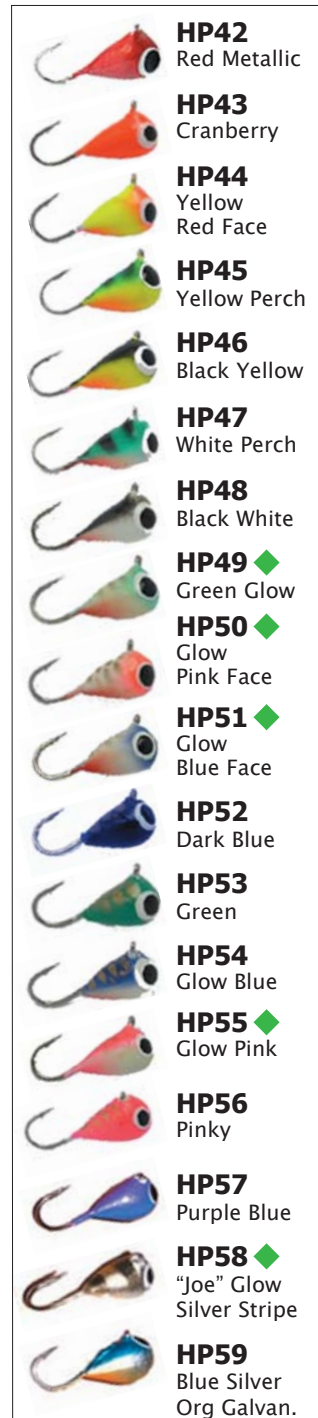 HP42
Red Metallic
HP43
Cranberry
HP44
Yellow
Red Face
HP45
Yellow Perch
HP46
Black Yellow
HP47
White Perch
HP48
Black White
HP49
Green Glow
HP50
Glow
Pink Face
HP51
Glow
Blue Face
HP52
Dark Blue
HP53
Green
HP54
Glow Blue
HP55
Glow Pink
HP56
Pinky
HP57
Purple Blue
HP58
“Joe” Glow
Silver Stripe
HP59
Blue Silver
Org Galvan.